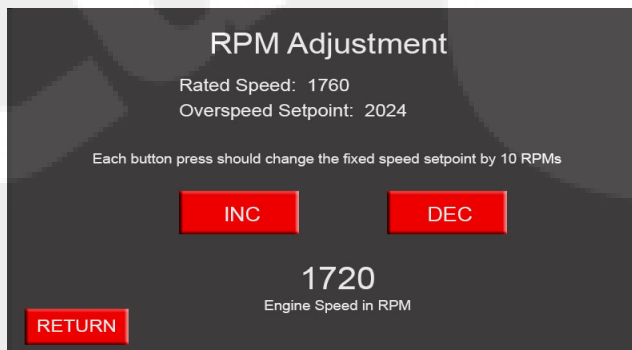 RPM Adjustment
Rated Speed: 1760
Overspeed Setpoint: 2024
Each button press should change the fixed speed setpoint by 10 RPMs
INC DEC
1720
Engine Speed in RPM
RETURN